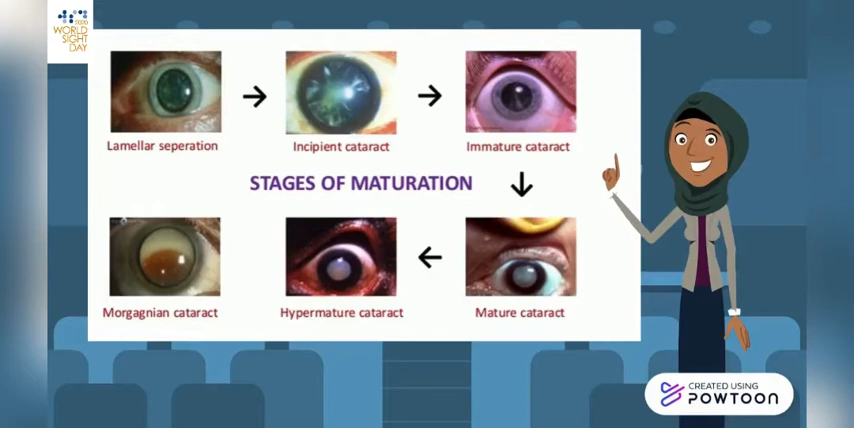 2020
WORLD
SIGHT
DAY
Lamellar seperation
Incipient cataract
Immature cataract
STAGES OF MATURATION
Morgagnian cataract
Hypermature cataract
Mature cataract
CREATED USING
POWTOON